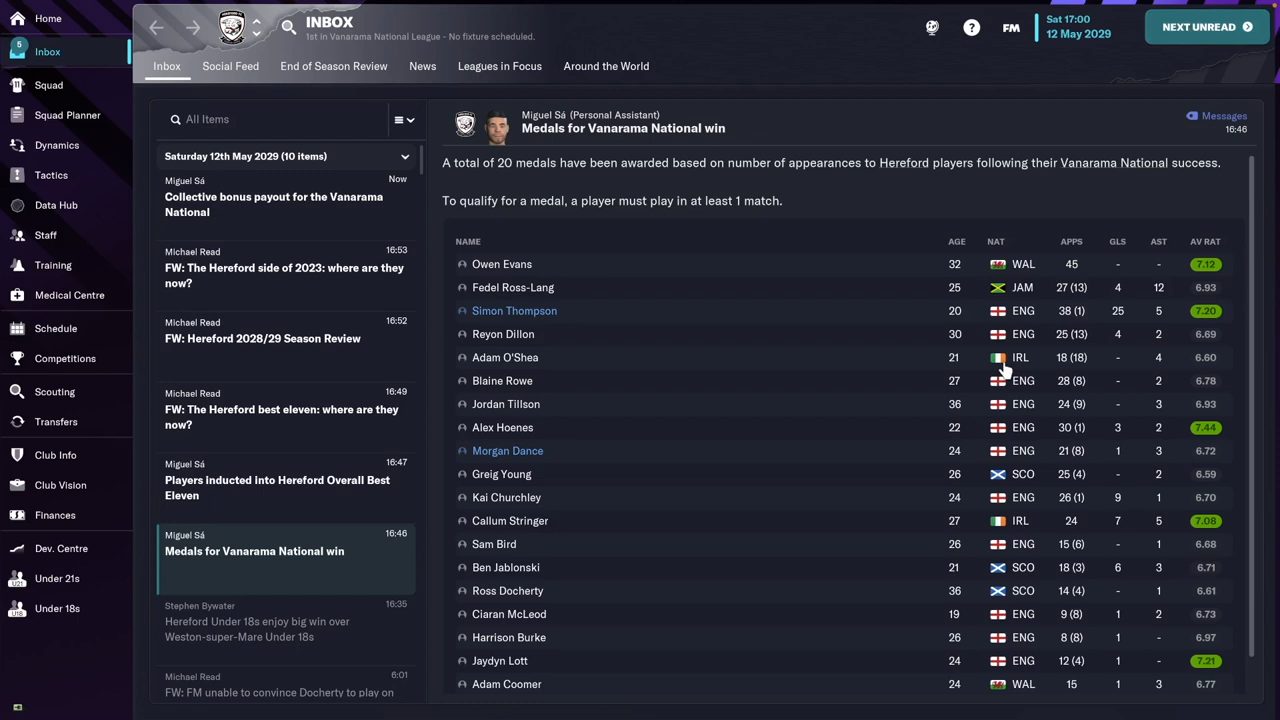 Home
5
Inbox
Squad
Squad Planner
Dynamics
Tactics
Data Hub
Staff
Training
Medical Centre
Schedule
Competitions
Scouting
Transfers
Club Info
Club Vision
Finances
Dev. Centre
U21
Under 21s
U18
Under 18s
INBOX
1st in Vanarama National League - No fixture scheduled.
FM
Sat 17:00
12 May 2029
NEXT UNREAD
Inbox Social Feed End of Season Review News Leagues in Focus Around the World
All Items
Saturday 12th May 2029 (10 items)
Miguel Sá Now
Collective bonus payout for the Vanarama
National
Michael Read 16:53
FW: The Hereford side of 2023: where are they
now?
Michael Read 16:52
FW: Hereford 2028/29 Season Review
Michael Read 16:49
FW: The Hereford best eleven: where are they
now?
Miguel Sá 16:47
Players inducted into Hereford Overall Best
Eleven
Miguel Sá 16:46
Medals for Vanarama National win
Stephen Bywater 16:35
Hereford Under 18s enjoy big win over
Weston-super-Mare Under 18s
Michael Read 6:01
FW: FM unable to convince Docherty to play on
Miguel Sá (Personal Assistant)
Medals for Vanarama National win
Messages
16:46
A total of 20 medals have been awarded based on number of appearances to Hereford players following their Vanarama National success.
To qualify for a medal, a player must play in at least 1 match.
NAME AGE NAT APPS GLS AST AV RAT
Owen Evans 32 WAL 45 - - 7.12
Fedel Ross-Lang 25 JAM 27 (13) 4 12 6.93
Simon Thompson 20 ENG 38 (1) 25 5 7.20
Reyon Dillon 30 ENG 25 (13) 4 2 6.69
Adam O'Shea 21 IRL 18 (18) - 4 6.60
Blaine Rowe 27 ENG 28 (8) - 2 6.78
Jordan Tillson 36 ENG 24 (9) - 3 6.93
Alex Hoenes 22 ENG 30 (1) 3 2 7.44
Morgan Dance 24 ENG 21 (8) 1 3 6.72
Greig Young 26 SCO 25 (4) - 2 6.59
Kai Churchley 24 ENG 26 (1) 9 1 6.70
Callum Stringer 27 IRL 24 7 5 7.08
Sam Bird 26 ENG 15 (6) - 1 6.68
Ben Jablonski 21 SCO 18 (3) 6 3 6.71
Ross Docherty 36 SCO 14 (4) - 1 6.61
Ciaran McLeod 19 ENG 9 (8) 1 2 6.73
Harrison Burke 26 ENG 8 (8) 1 - 6.97
Jaydyn Lott 24 ENG 12 (4) 1 - 7.21
Adam Coomer 24 WAL 15 1 3 6.77